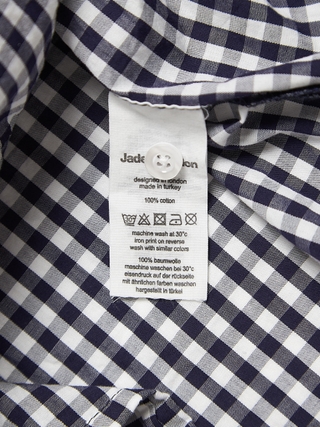 designed in london
made in turkey
100% cotton
machine wash at 30°c
iron print on reverse
wash with similar colors
100% baumwolle
maschine waschen bei 30°c
eisendruck auf der rückseite
mit ähnlichen farben waschen
hargestellt in türkei